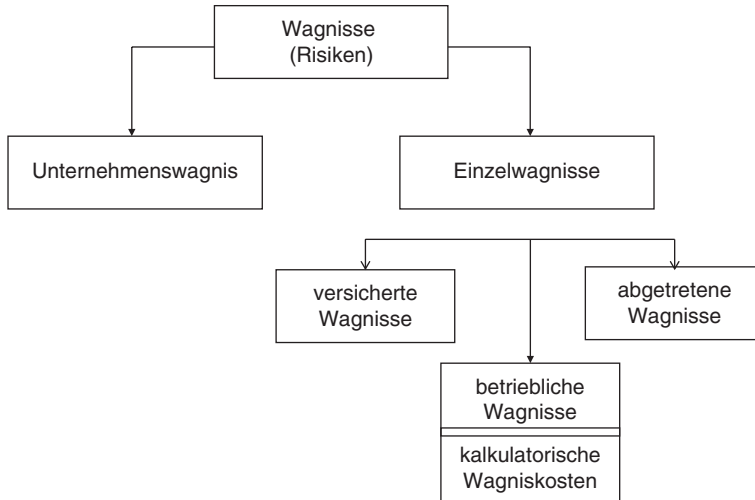 Wagnisse
(Risiken)
Unternehmenswagnis
Einzelwagnisse
versicherte
Wagnisse
abgetretene
Wagnisse
betriebliche
Wagnisse
kalkulatorische
Wagniskosten